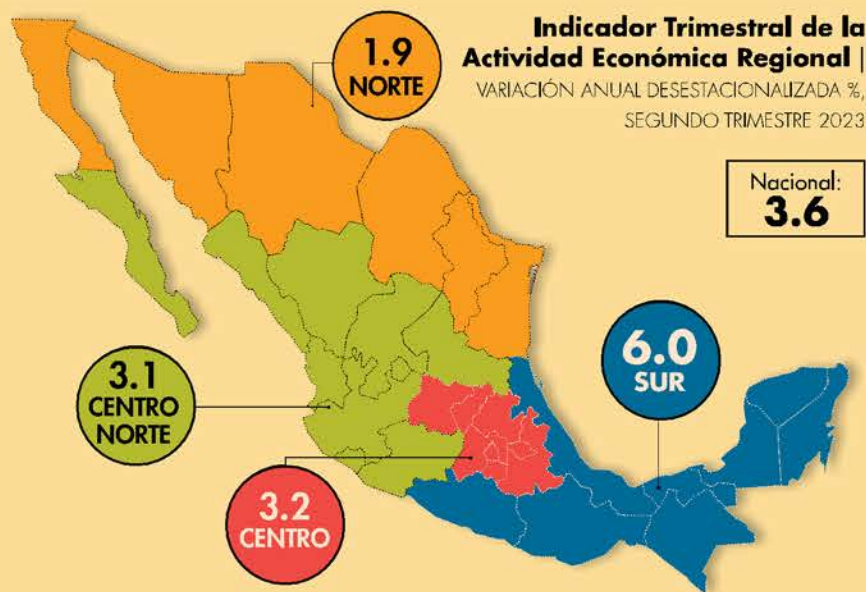 Indicador Trimestral de la
Actividad Económica Regional |
VARIACIÓN ANUAL DESESTACIONALIZADA %,
SEGUNDO TRIMESTRE 2023
Nacional:
3.6
1.9
NORTE
6.0
SUR
3.1
CENTRO
NORTE
3.2
CENTRO